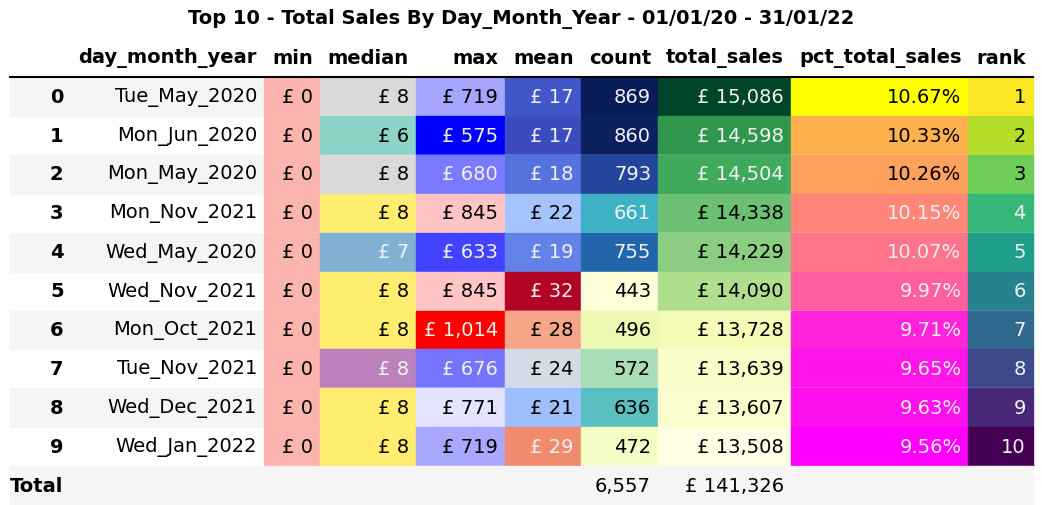 Top 10 - Total Sales By Day_Month_Year - 01/01/20 - 31/01/22
day_month_year min median max mean count total_sales pct_total_sales rank
0 Tue_May_2020 £ 0 £ 8 £ 719 £ 17 869 £ 15,086 10.67% 1
1 Mon_Jun_2020 £ 0 £ 6 £ 575 £ 17 860 £ 14,598 10.33% 2
2 Mon_May_2020 £ 0 £ 8 £ 680 £ 18 793 £ 14,504 10.26% 3
3 Mon_Nov_2021 £ 0 £ 8 £ 845 £ 22 661 £ 14,338 10.15% 4
4 Wed_May_2020 £ 0 £ 7 £ 633 £ 19 755 £ 14,229 10.07% 5
5 Wed_Nov_2021 £ 0 £ 8 £ 845 £ 32 443 £ 14,090 9.97% 6
6 Mon_Oct_2021 £ 0 £ 8 £ 1,014 £ 28 496 £ 13,728 9.71% 7
7 Tue_Nov_2021 £ 0 £ 8 £ 676 £ 24 572 £ 13,639 9.65% 8
8 Wed_Dec_2021 £ 0 £ 8 £ 771 £ 21 636 £ 13,607 9.63% 9
9 Wed_Jan_2022 £ 0 £ 8 £ 719 £ 29 472 £ 13,508 9.56% 10
Total 6,557 £ 141,326